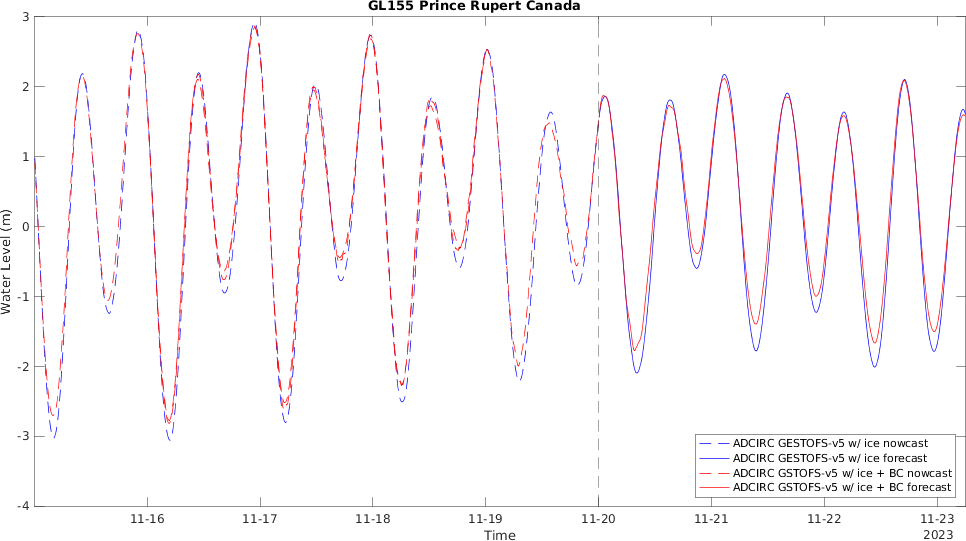 GL155 Prince Rupert Canada
3
2
1
0
-1
-2
-3
-4
Water Level (m)
ADCIRC GESTOFS-v5 w/ ice nowcast
ADCIRC GESTOFS-v5 w/ ice forecast
ADCIRC GSTOFS-v5 w/ ice + BC nowcast
ADCIRC GSTOFS-v5 w/ ice + BC forecast
11-16 11-17 11-18 11-19 11-20 11-21 11-22 11-23
Time 2023